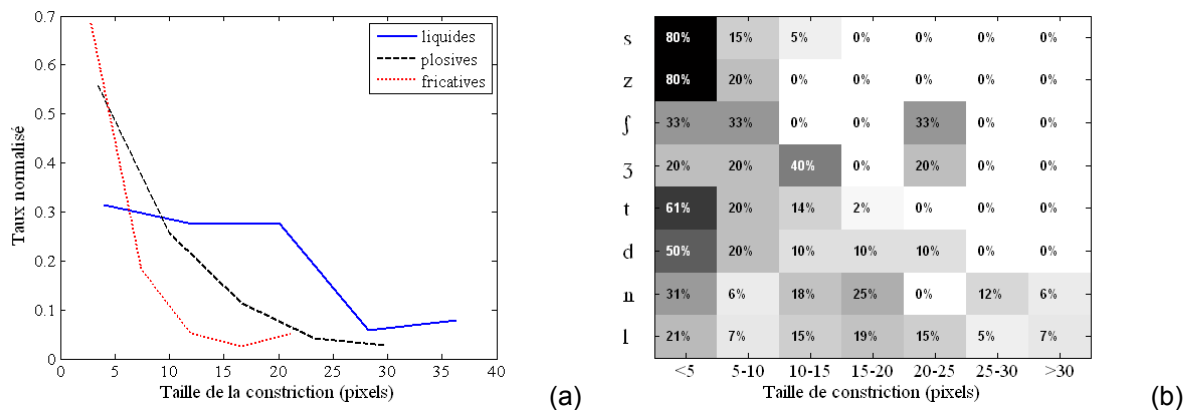 0.7
0.6
0.5
0.4
0.3
0.2
0.1
0
Taux normalisé
liquides
plosives
fricatives
0 5 10 15 20 25 30 35 40
Taille de la constriction (pixels)
(a)
s 80% 15% 5% 0% 0% 0% 0%
z 80% 20% 0% 0% 0% 0% 0%
ʃ 33% 33% 0% 0% 33% 0% 0%
ʒ 20% 20% 40% 0% 20% 0% 0%
t 61% 20% 14% 2% 0% 0% 0%
d 50% 20% 10% 10% 10% 0% 0%
n 31% 6% 18% 25% 0% 12% 6%
l 21% 7% 15% 19% 15% 5% 7%
<5 5-10 10-15 15-20 20-25 25-30 >30
Taille de constriction (pixels)
(b)